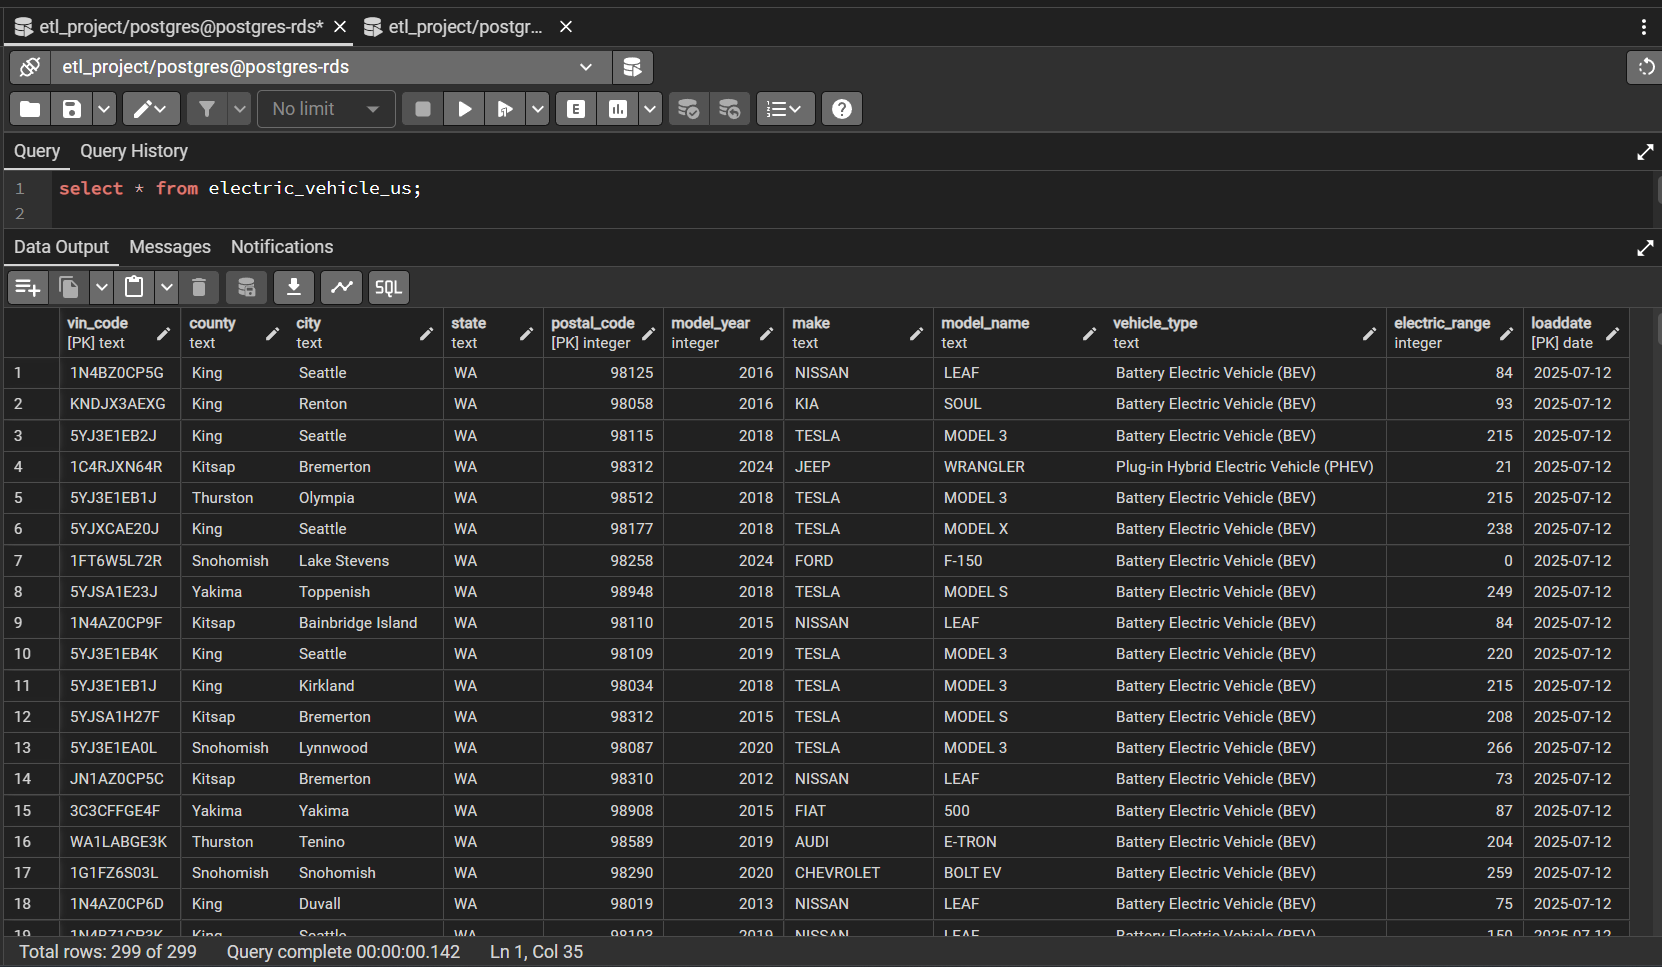 etl_project/postgres@postgres-rds* etl_project/postgr...
etl_project/postgres@postgres-rds
No limit E
Query Query History
1 select * from electric_vehicle_us;
2
Data Output Messages Notifications
SQL
vin_code county city state postal_code model_year make model_name vehicle_type electric_range loaddate
[PK] text text text text [PK] integer integer text text text integer [PK] date
1 1N4BZ0CP5G King Seattle WA 98125 2016 NISSAN LEAF Battery Electric Vehicle (BEV) 84 2025-07-12
2 KNDJX3AEXG King Renton WA 98058 2016 KIA SOUL Battery Electric Vehicle (BEV) 93 2025-07-12
3 5YJ3E1EB2J King Seattle WA 98115 2018 TESLA MODEL 3 Battery Electric Vehicle (BEV) 215 2025-07-12
4 1C4RJXN64R Kitsap Bremerton WA 98312 2024 JEEP WRANGLER Plug-in Hybrid Electric Vehicle (PHEV) 21 2025-07-12
5 5YJ3E1EB1J Thurston Olympia WA 98512 2018 TESLA MODEL 3 Battery Electric Vehicle (BEV) 215 2025-07-12
6 5YJXCAE20J King Seattle WA 98177 2018 TESLA MODEL X Battery Electric Vehicle (BEV) 238 2025-07-12
7 1FT6W5L72R Snohomish Lake Stevens WA 98258 2024 FORD F-150 Battery Electric Vehicle (BEV) 0 2025-07-12
8 5YJSA1E23J Yakima Toppenish WA 98948 2018 TESLA MODEL S Battery Electric Vehicle (BEV) 249 2025-07-12
9 1N4AZ0CP9F Kitsap Bainbridge Island WA 98110 2015 NISSAN LEAF Battery Electric Vehicle (BEV) 84 2025-07-12
10 5YJ3E1EB4K King Seattle WA 98109 2019 TESLA MODEL 3 Battery Electric Vehicle (BEV) 220 2025-07-12
11 5YJ3E1EB1J King Kirkland WA 98034 2018 TESLA MODEL 3 Battery Electric Vehicle (BEV) 215 2025-07-12
12 5YJSA1H27F Kitsap Bremerton WA 98312 2015 TESLA MODEL S Battery Electric Vehicle (BEV) 208 2025-07-12
13 5YJ3E1EA0L Snohomish Lynnwood WA 98087 2020 TESLA MODEL 3 Battery Electric Vehicle (BEV) 266 2025-07-12
14 JN1AZ0CP5C Kitsap Bremerton WA 98310 2012 NISSAN LEAF Battery Electric Vehicle (BEV) 73 2025-07-12
15 3C3CFFGE4F Yakima Yakima WA 98908 2015 FIAT 500 Battery Electric Vehicle (BEV) 87 2025-07-12
16 WA1LABGE3K Thurston Tenino WA 98589 2019 AUDI E-TRON Battery Electric Vehicle (BEV) 204 2025-07-12
17 1G1FZ6S03L Snohomish Snohomish WA 98290 2020 CHEVROLET BOLT EV Battery Electric Vehicle (BEV) 259 2025-07-12
18 1N4AZ0CP6D King Duvall WA 98019 2013 NISSAN LEAF Battery Electric Vehicle (BEV) 75 2025-07-12
19 1N4BZ1CP3K King Seattle WA 98103 2019 NISSAN LEAF Battery Electric Vehicle (BEV) 150 2025-07-12
Total rows: 299 of 299 Query complete 00:00:00.142 Ln 1, Col 35